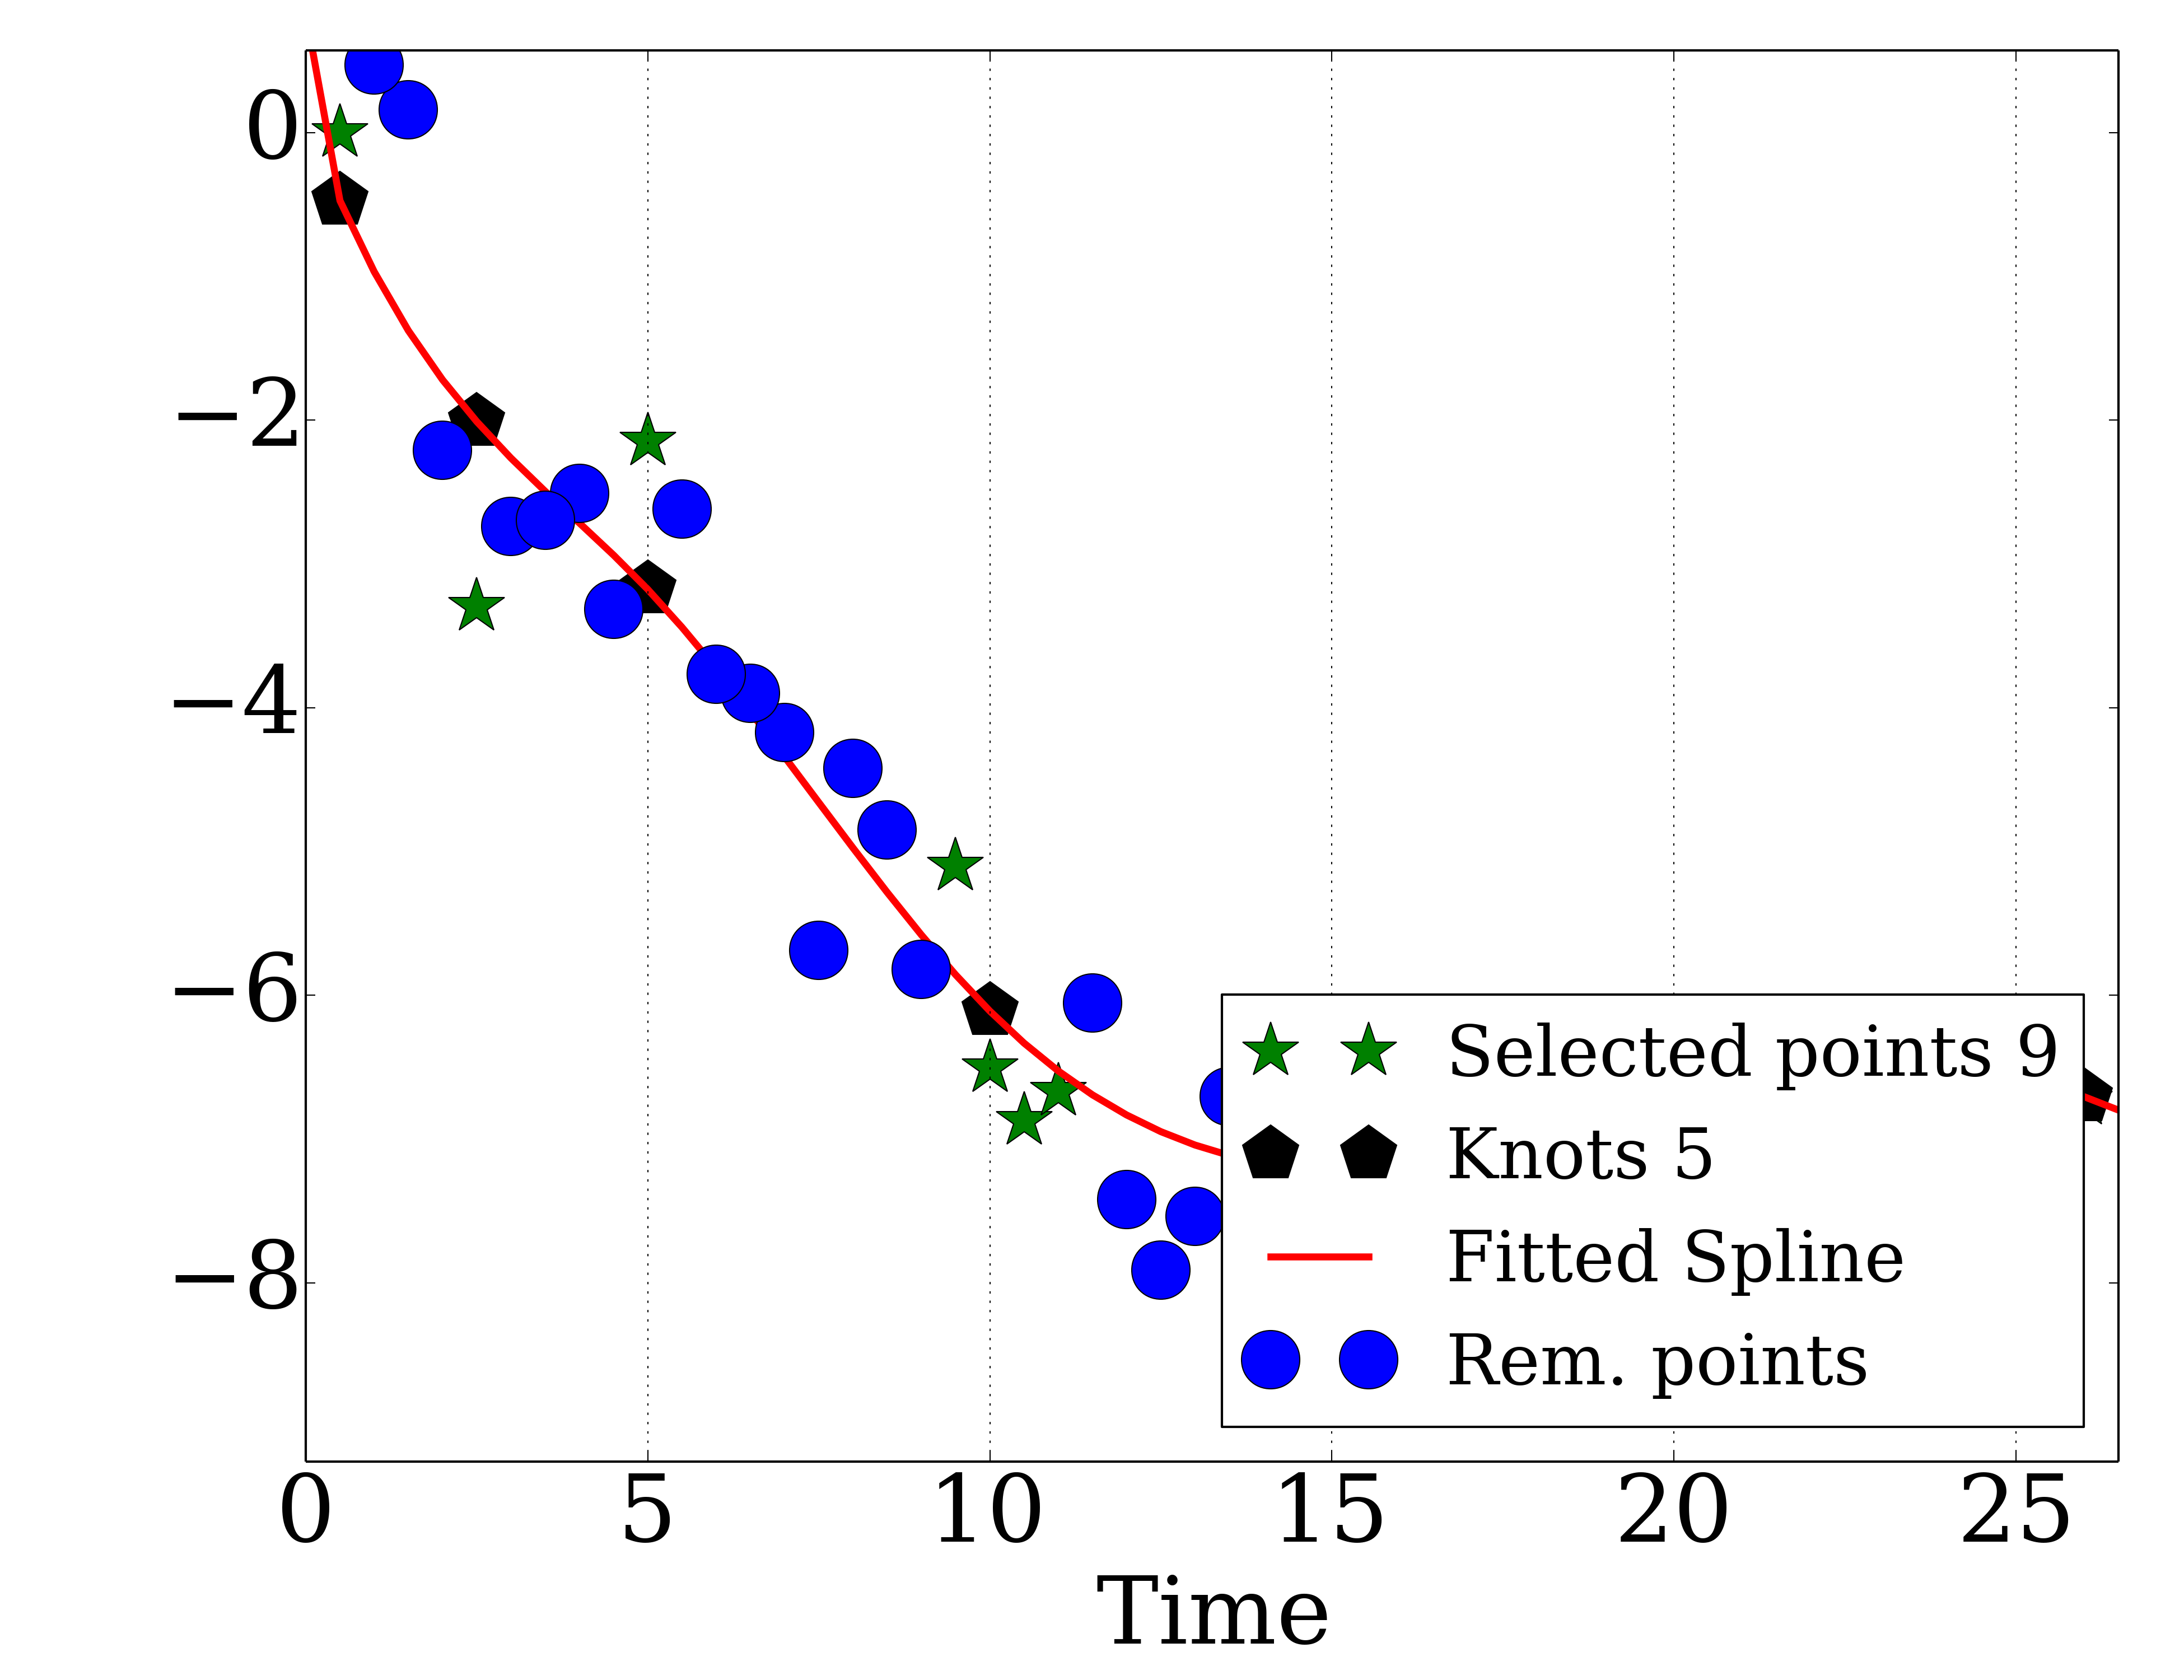 0
−2
−4
−6
−8
Selected points 9
Knots 5
Fitted Spline
Rem. points
0 5 10 15 20 25
Time